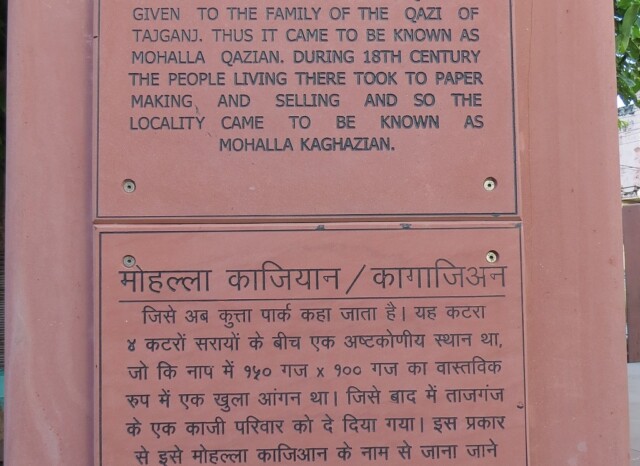 GIVEN TO THE FAMILY OF THE QAZI OF
TAJGANJ. THUS IT CAME TO BE KNOWN AS
MOHALLA QAZIAN. DURING 18TH CENTURY
THE PEOPLE LIVING THERE TOOK TO PAPER
MAKING AND SELLING AND SO THE
LOCALITY CAME TO BE KNOWN AS
MOHALLA KAGHAZIAN.
मोहल्ला काजियान / कागाजिअन
जिसे अब कुत्ता पार्क कहा जाता है। यह कटरा
४ कटरों सरायों के बीच एक अष्टकोणीय स्थान था,
जो कि नाप में १५० गज x १०० गज का वास्तविक
रुप में एक खुला आंगन था। जिसे बाद में ताजगंज
के एक काजी परिवार को दे दिया गया। इस प्रकार
से इसे मोहल्ला काजिआन के नाम से जाना जाने